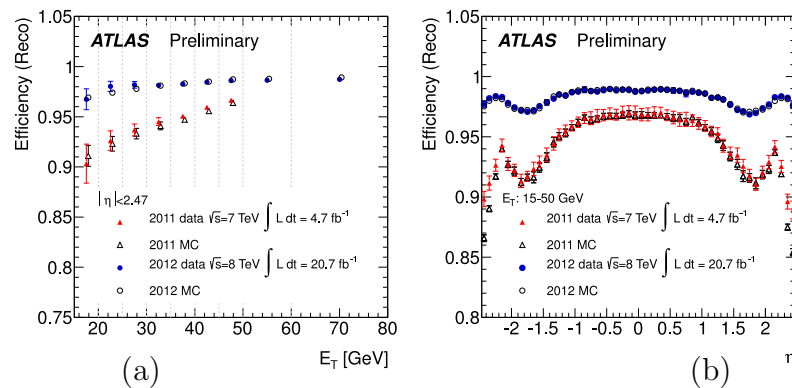 ATLAS Preliminary
Efficiency (Reco)
1.05
1
0.95
0.9
0.85
0.8
0.75
|η|<2.47
2011 data √s=7 TeV ∫ L dt = 4.7 fb⁻¹
2011 MC
2012 data √s=8 TeV ∫ L dt = 20.7 fb⁻¹
2012 MC
20 30 40 50 60 70 80
E_T [GeV]
(a)
ATLAS Preliminary
Efficiency (Reco)
1.05
1
0.95
0.9
0.85
0.8
E_T: 15-50 GeV
2011 data √s=7 TeV ∫ L dt = 4.7 fb⁻¹
2011 MC
2012 data √s=8 TeV ∫ L dt = 20.7 fb⁻¹
2012 MC
-2 -1.5 -1 -0.5 0 0.5 1 1.5 2
η
(b)